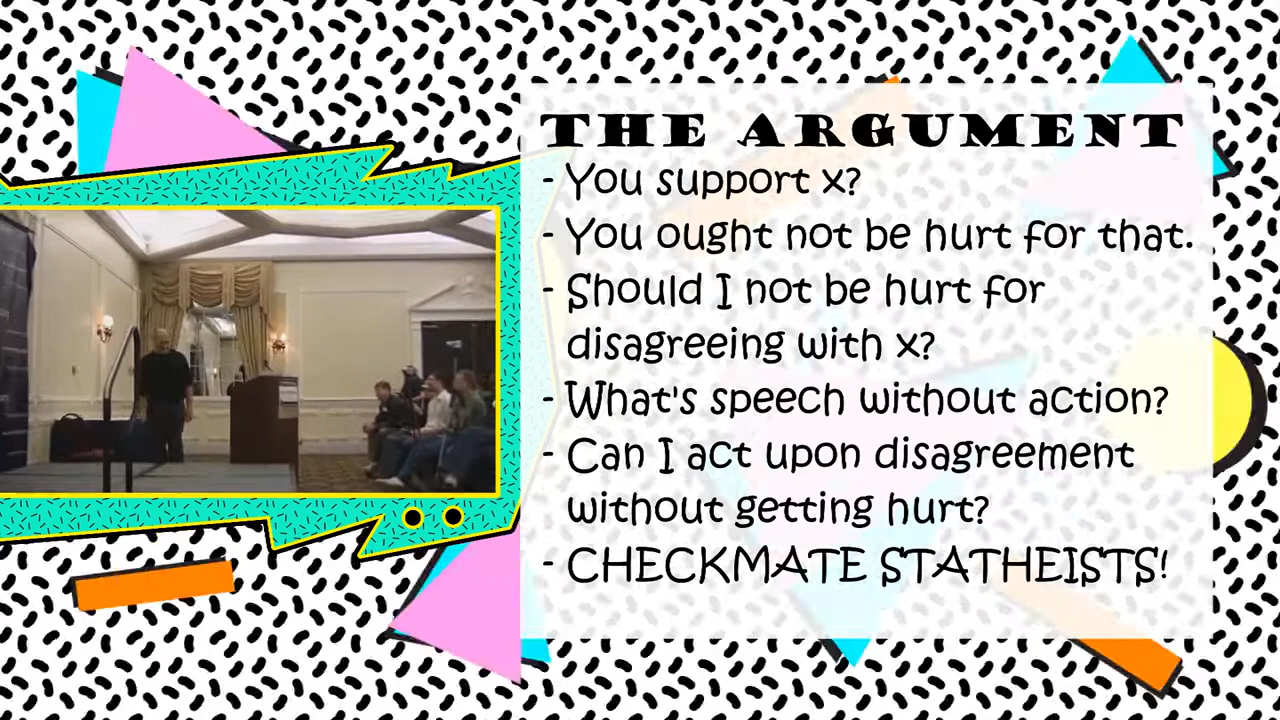 THE ARGUMENT
- You support x?
- You ought not be hurt for that.
- Should I not be hurt for
disagreeing with x?
- What's speech without action?
- Can I act upon disagreement
without getting hurt?
- CHECKMATE STATHEISTS!